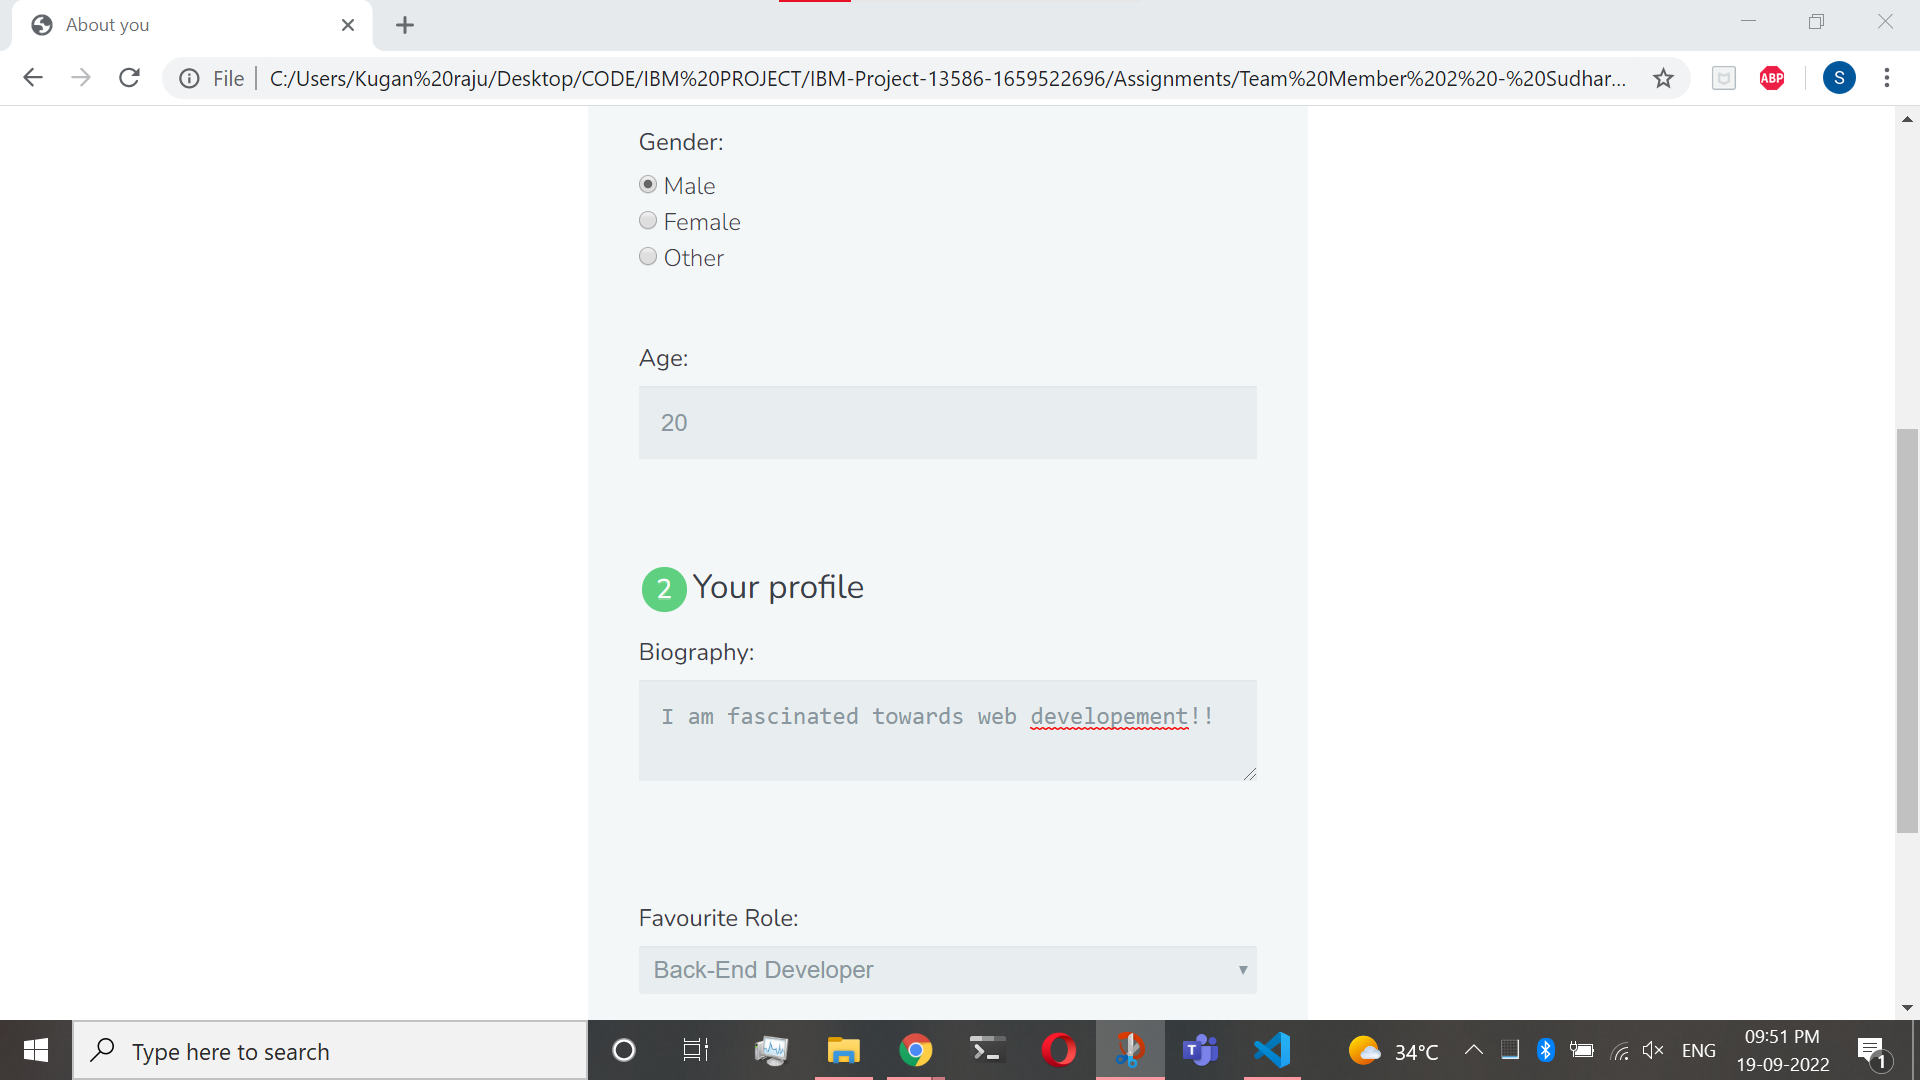 About you
File
C:/Users/Kugan%20raju/Desktop/CODE/IBM%20PROJECT/IBM-Project-13586-1659522696/Assignments/Team%20Member%202%20-%20Sudhar...
ABP
S
Gender:
Male
Female
Other
Age:
20
2 Your profile
Biography:
I am fascinated towards web developement!!
Favourite Role:
Back-End Developer
Type here to search
34°C
ENG
09:51 PM
19-09-2022
1